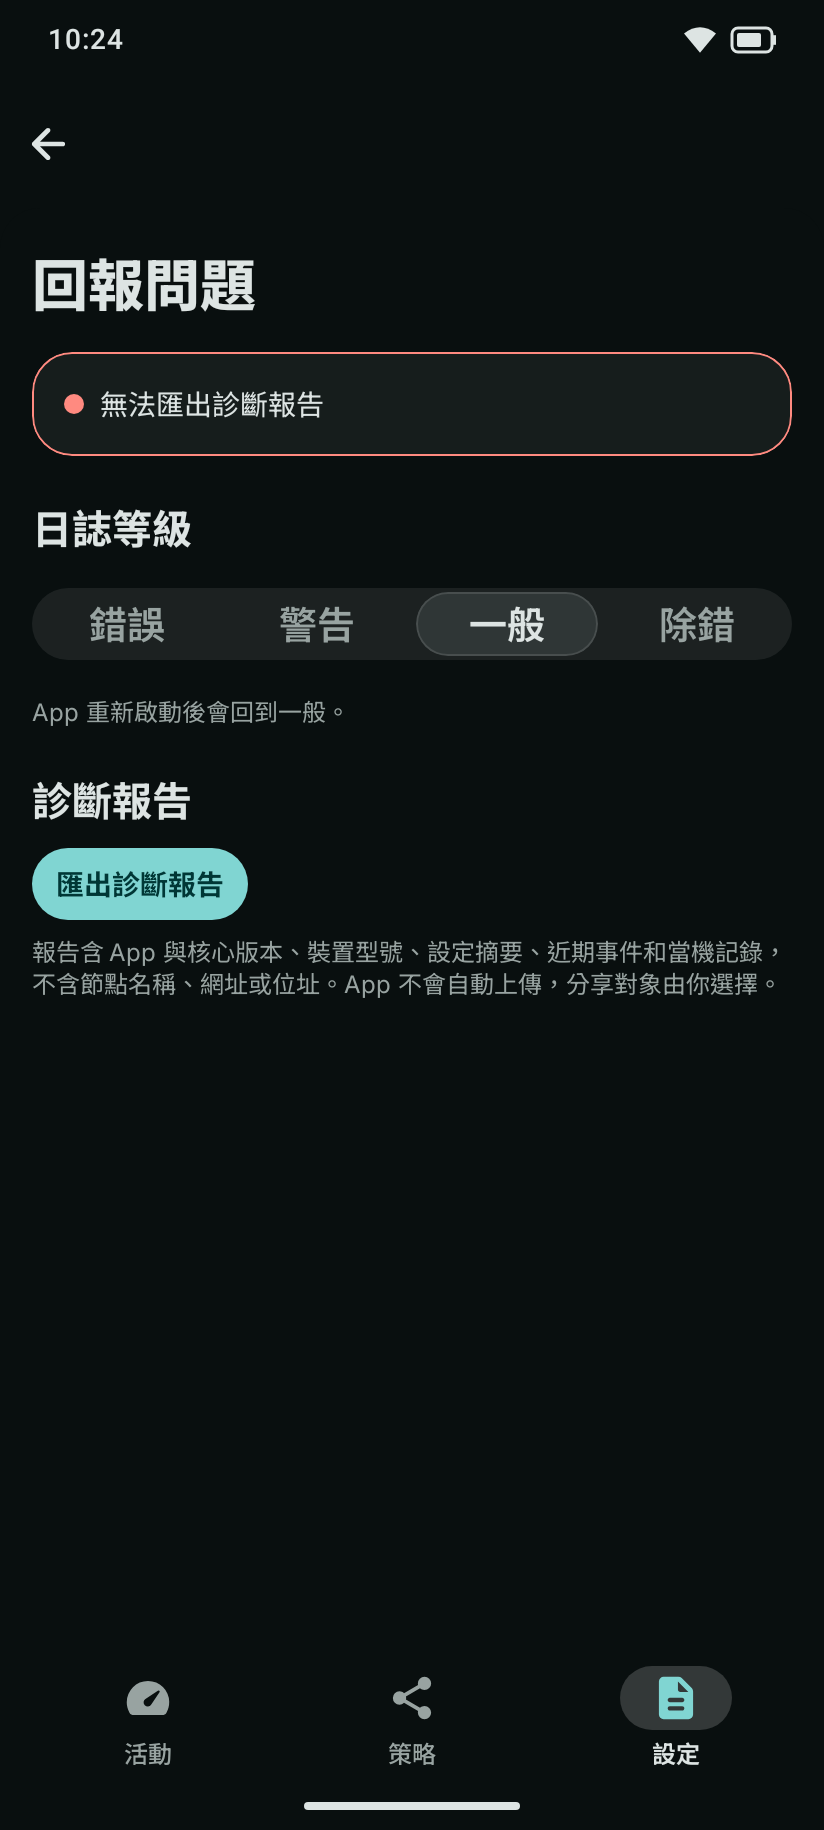 10:24
回報問題
無法匯出診斷報告
日誌等級
錯誤 警告 一般 除錯
App 重新啟動後會回到一般。
診斷報告
匯出診斷報告
報告含 App 與核心版本、裝置型號、設定摘要、近期事件和當機記錄，
不含節點名稱、網址或位址。App 不會自動上傳，分享對象由你選擇。
活動 策略 設定